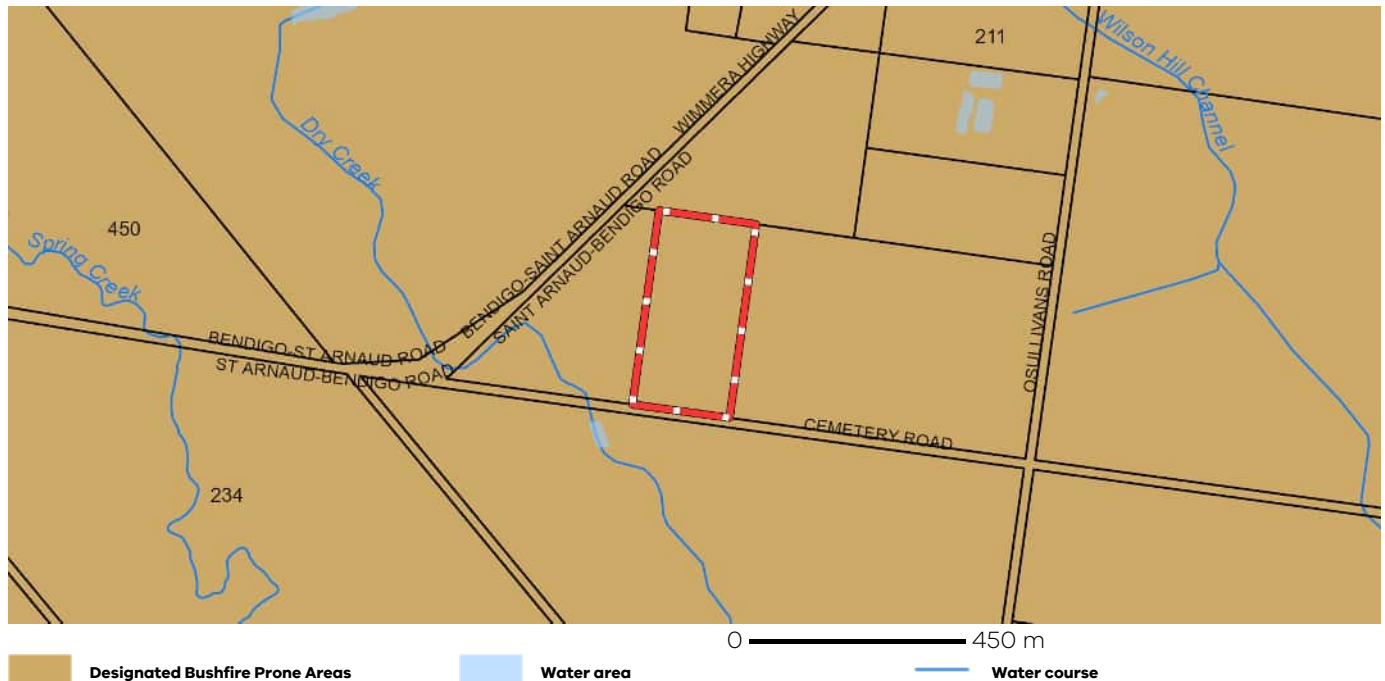 211
Wilson Hill Channel
WIMMERA HIGHWAY
Dry Creek
BENDIGO-SAINT ARNAUD ROAD
SAINT ARNAUD-BENDIGO ROAD
450
Spring Creek
OSULLIVANS ROAD
BENDIGO-ST ARNAUD ROAD
ST ARNAUD-BENDIGO ROAD
CEMETERY ROAD
234
0 450 m
Designated Bushfire Prone Areas Water area Water course